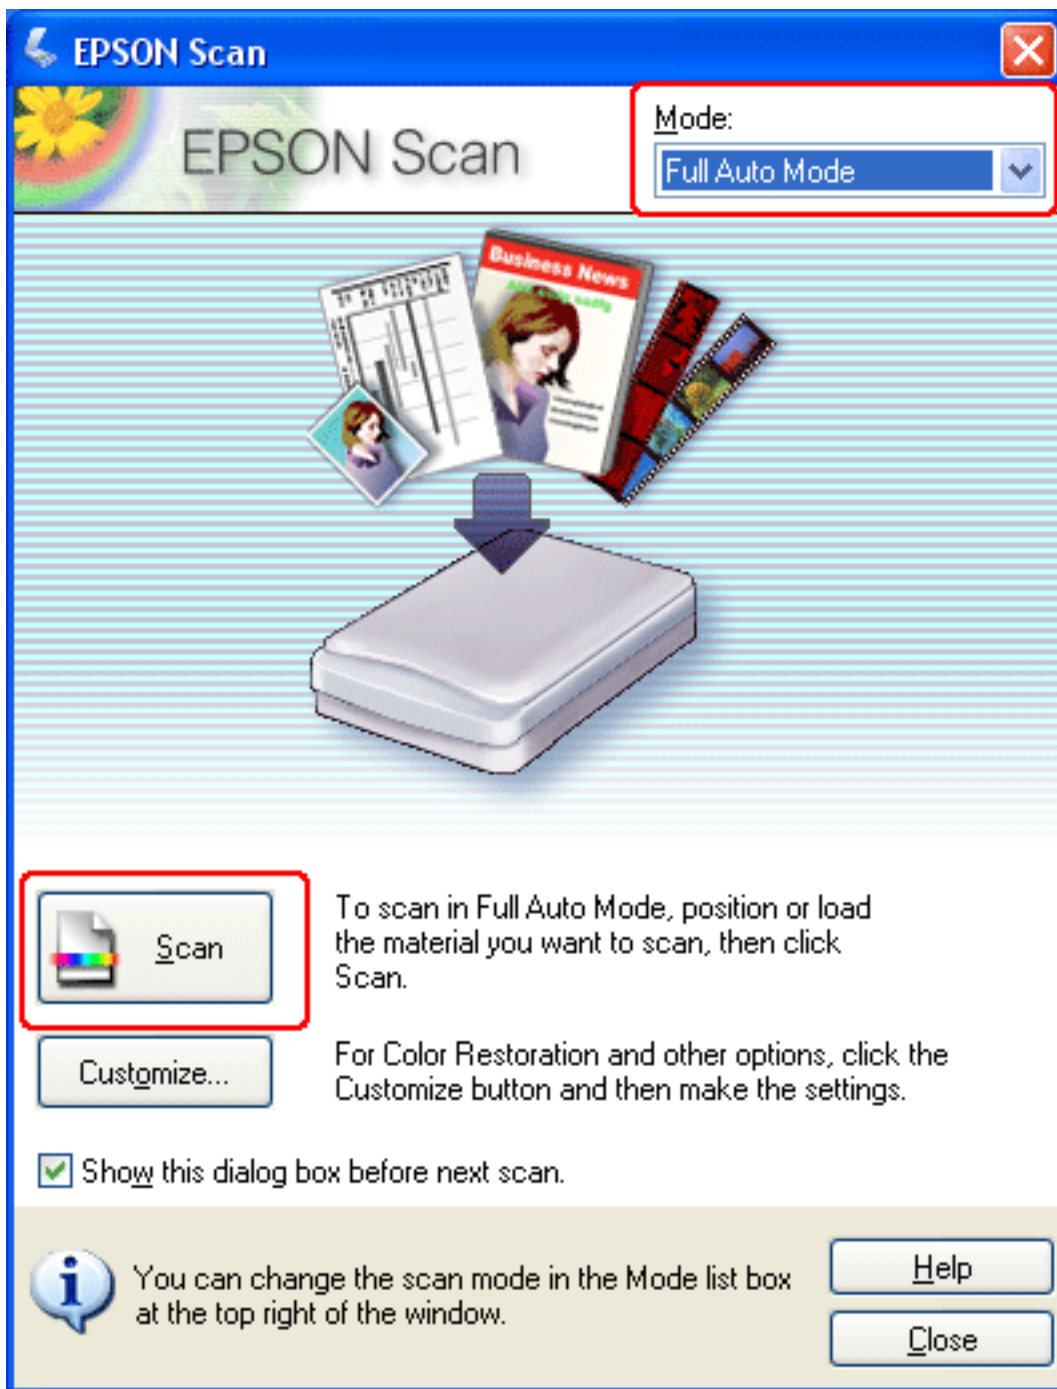 EPSON Scan
EPSON Scan
Mode:
Full Auto Mode
Business News
Scan
To scan in Full Auto Mode, position or load
the material you want to scan, then click
Scan.
Customize...
For Color Restoration and other options, click the
Customize button and then make the settings.
Show this dialog box before next scan.
You can change the scan mode in the Mode list box
at the top right of the window.
Help
Close